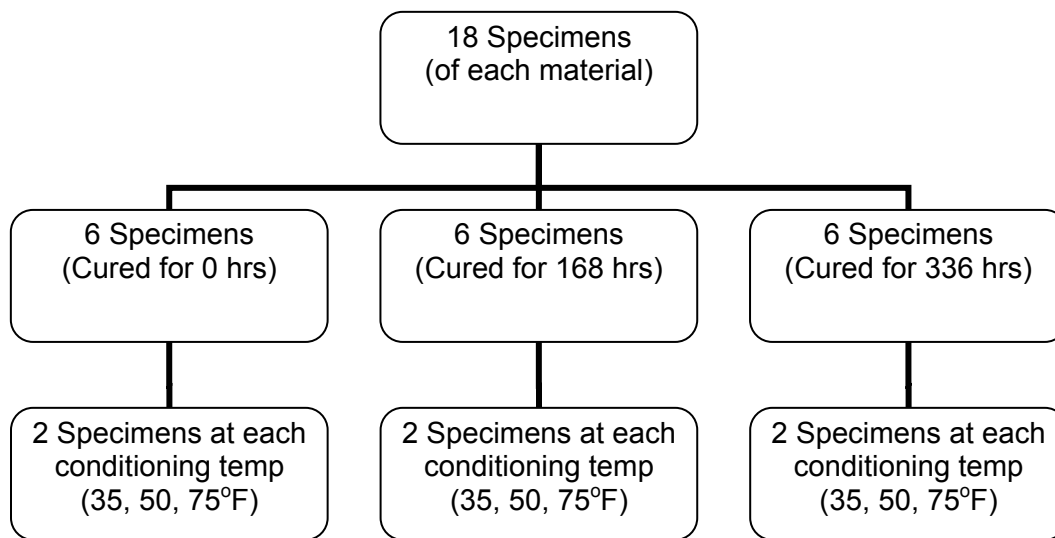 18 Specimens
(of each material)
6 Specimens
(Cured for 0 hrs)
6 Specimens
(Cured for 168 hrs)
6 Specimens
(Cured for 336 hrs)
2 Specimens at each
conditioning temp
(35, 50, 75°F)
2 Specimens at each
conditioning temp
(35, 50, 75°F)
2 Specimens at each
conditioning temp
(35, 50, 75°F)